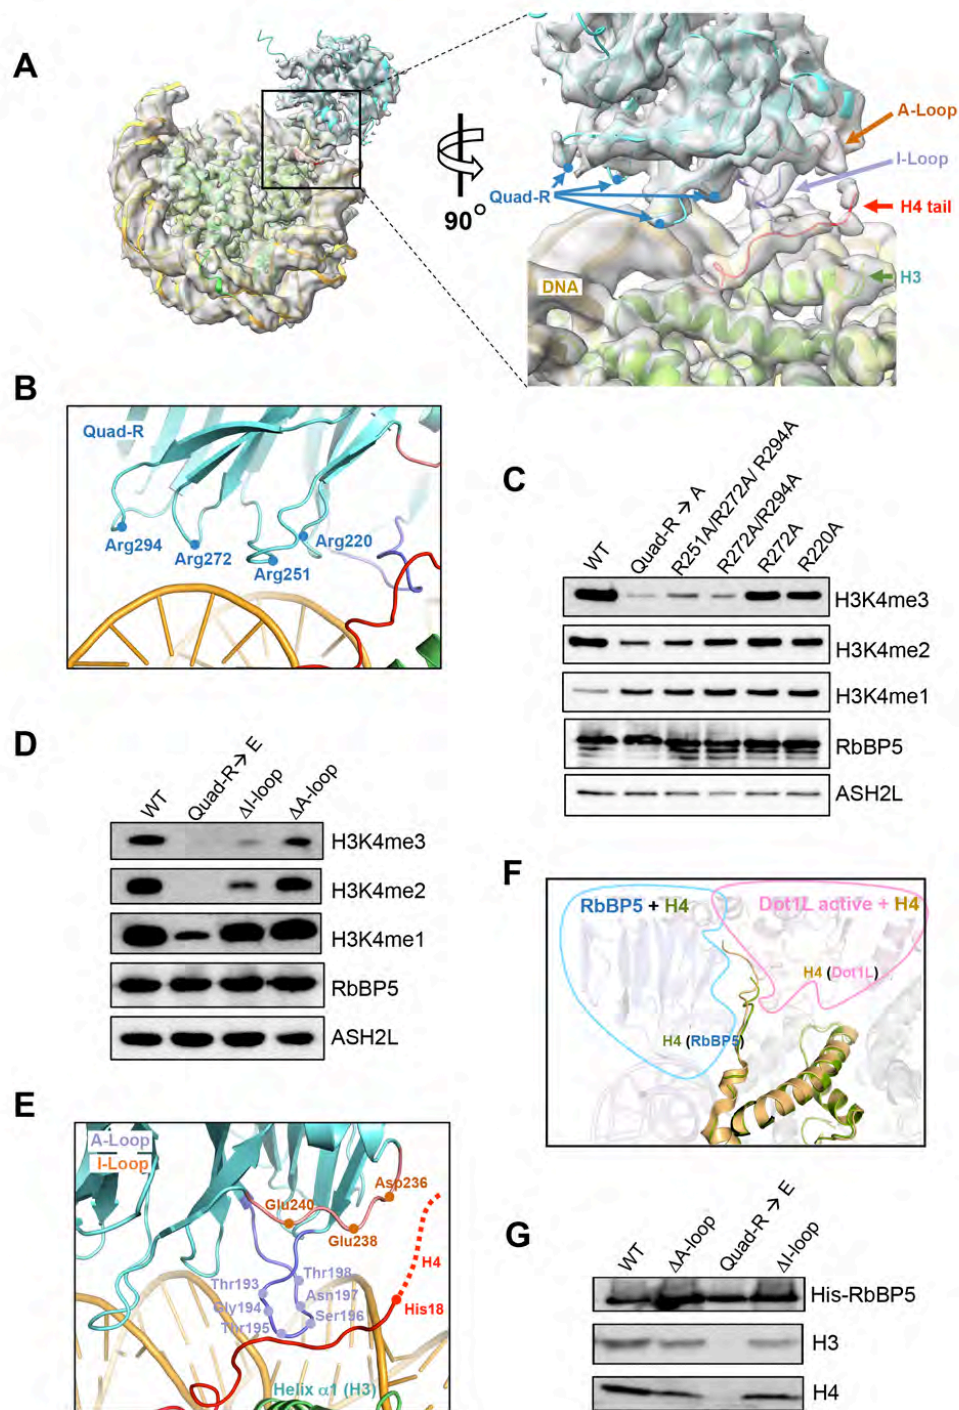 A
A-Loop
I-Loop
Quad-R
90°
H4 tail
DNA
H3
B
Quad-R
Arg294
Arg272
Arg251
Arg220
C
WT
Quad-R → A
R251A/R272A/ R294A
R272A/R294A
R272A
R220A
H3K4me3
H3K4me2
H3K4me1
RbBP5
ASH2L
D
WT
Quad-R → E
ΔI-loop
ΔA-loop
H3K4me3
H3K4me2
H3K4me1
RbBP5
ASH2L
E
A-Loop
I-Loop
Asp236
Glu240
Glu238
H4
Thr193
Thr198
Gly194
Asn197
His18
Thr195
Ser196
Helix α1 (H3)
F
RbBP5 + H4
Dot1L active + H4
H4 (Dot1L)
H4 (RbBP5)
G
WT
ΔA-loop
Quad-R → E
ΔI-loop
His-RbBP5
H3
H4